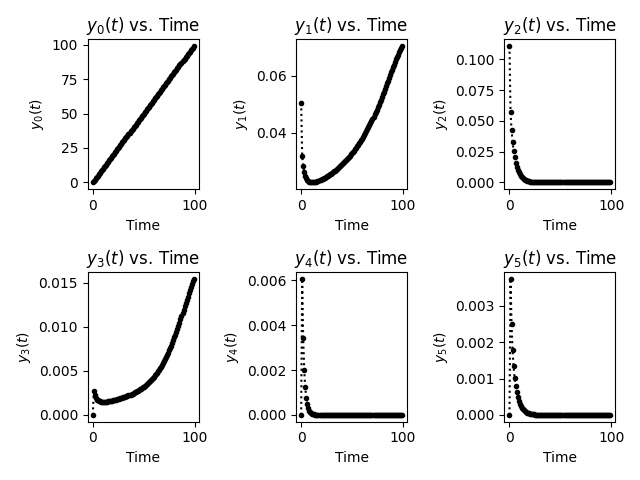 y₀(t) vs. Time
y₁(t) vs. Time
y₂(t) vs. Time
y₀(t)
100
75
50
25
0
0
100
Time
y₁(t)
0.06
0.04
0
100
Time
y₂(t)
0.100
0.075
0.050
0.025
0.000
0
100
Time
y₃(t) vs. Time
y₄(t) vs. Time
y₅(t) vs. Time
y₃(t)
0.015
0.010
0.005
0.000
0
100
Time
y₄(t)
0.006
0.004
0.002
0.000
0
100
Time
y₅(t)
0.003
0.002
0.001
0.000
0
100
Time